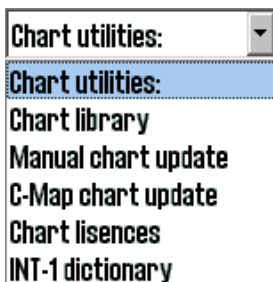 Chart utilities:
Chart utilities:
Chart library
Manual chart update
C-Map chart update
Chart lisences
INT-1 dictionary